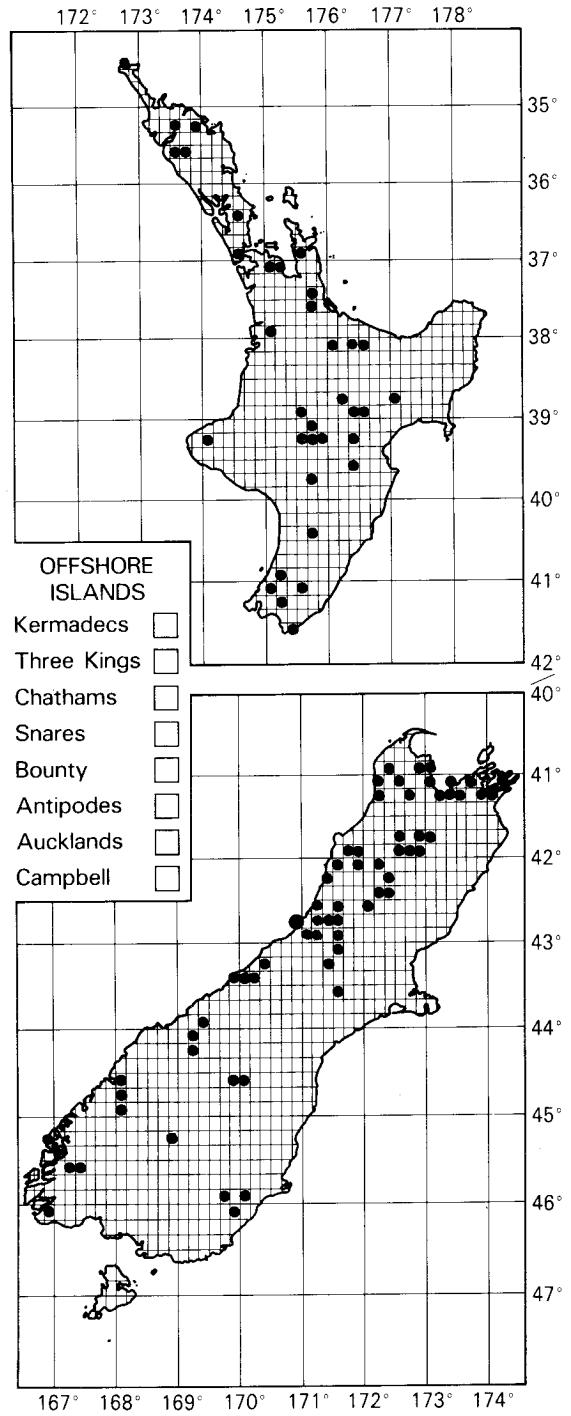 172° 173° 174° 175° 176° 177° 178°
35°
36°
37°
38°
39°
40°
41°
42°
OFFSHORE
ISLANDS
Kermadecs
Three Kings
Chathams
Snares
Bounty
Antipodes
Aucklands
Campbell
40°
41°
42°
43°
44°
45°
46°
47°
167° 168° 169° 170° 171° 172° 173° 174°